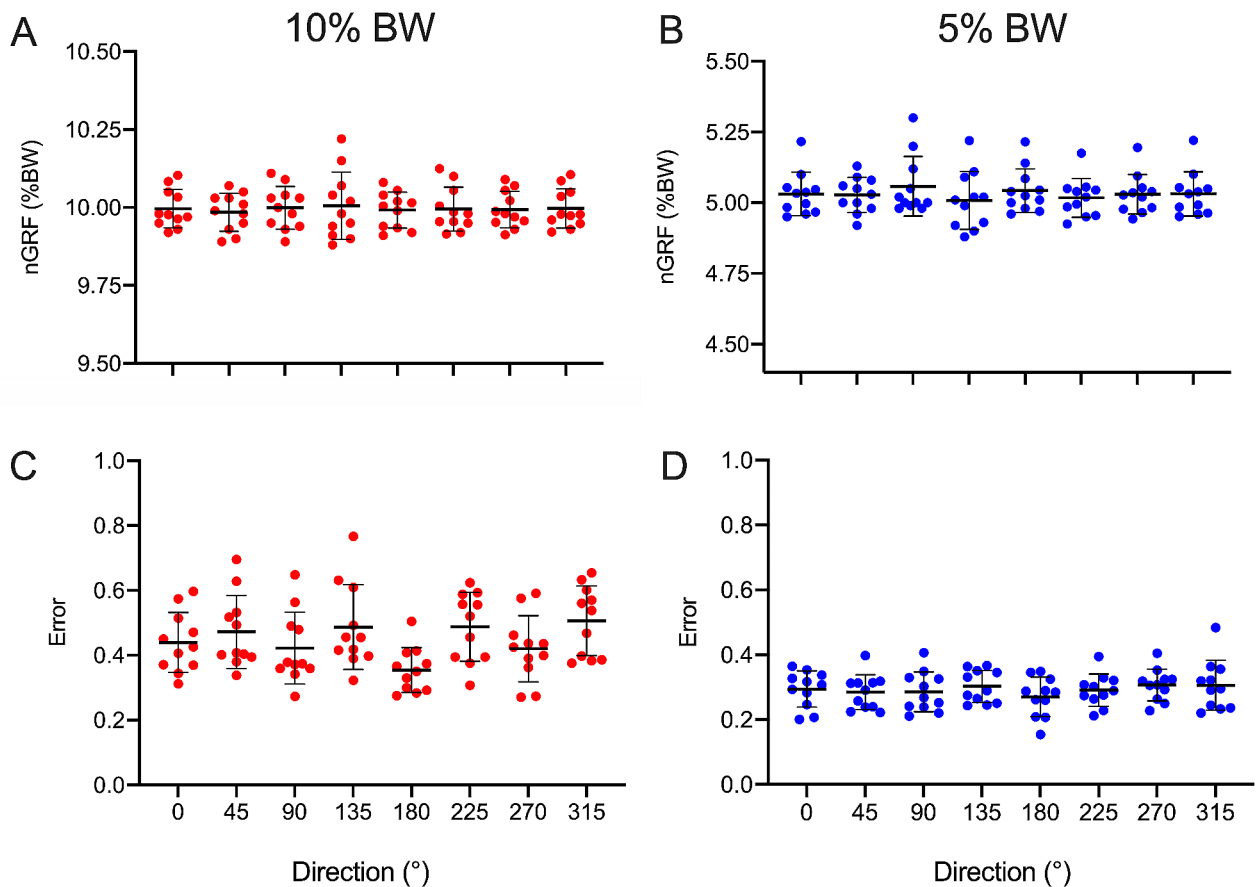 A
10% BW
10.50
10.25
10.00
9.75
9.50
nGRF (%BW)
B
5% BW
5.50
5.25
5.00
4.75
4.50
nGRF (%BW)
C
1.0
0.8
0.6
0.4
0.2
0.0
Error
0 45 90 135 180 225 270 315
Direction (°)
D
1.0
0.8
0.6
0.4
0.2
0.0
Error
0 45 90 135 180 225 270 315
Direction (°)